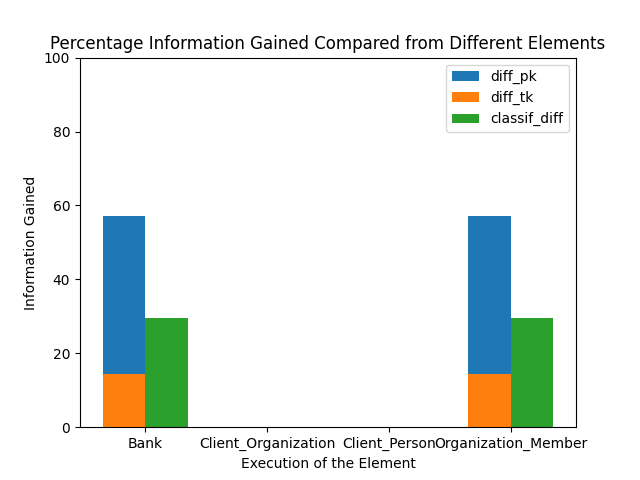 Percentage Information Gained Compared from Different Elements
100
80
60
40
20
0
Information Gained
diff_pk
diff_tk
classif_diff
Bank
Client_Organization
Client_Person
Organization_Member
Execution of the Element